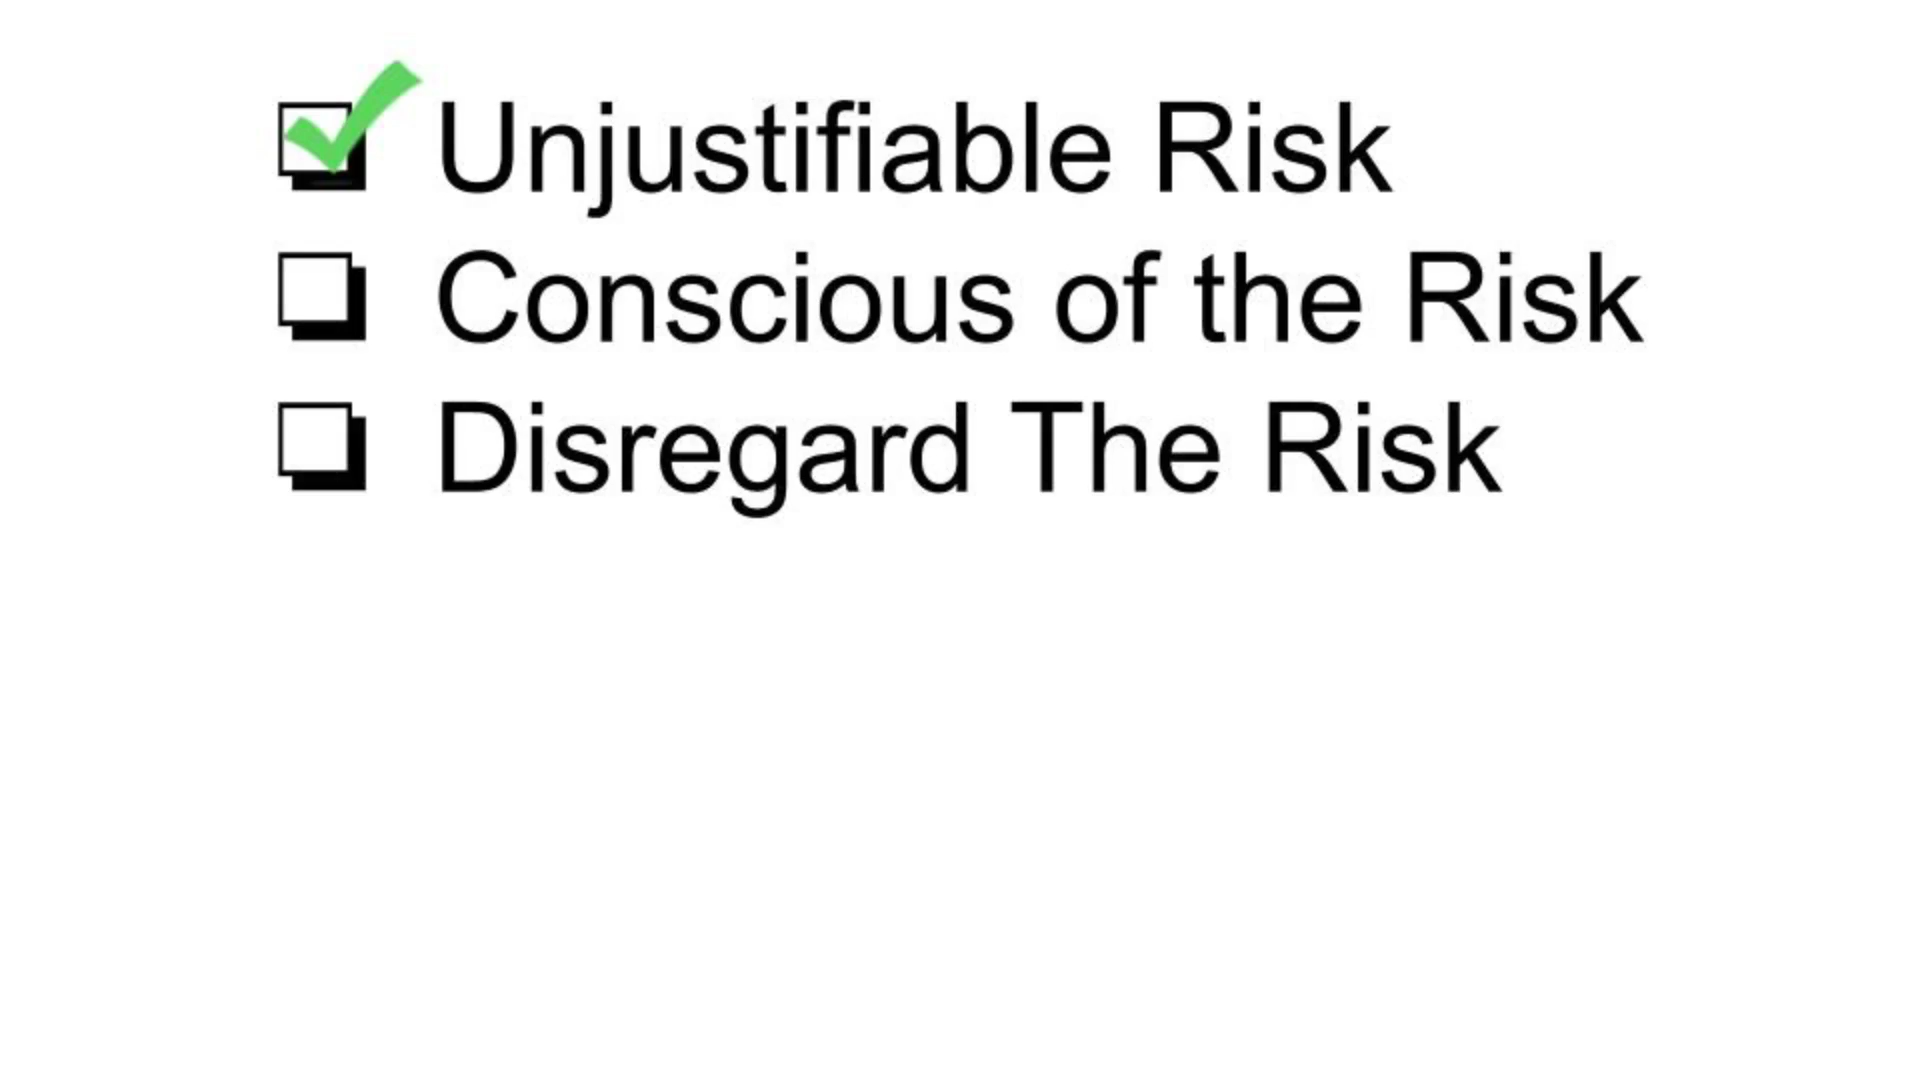 Unjustifiable Risk
Conscious of the Risk
Disregard The Risk